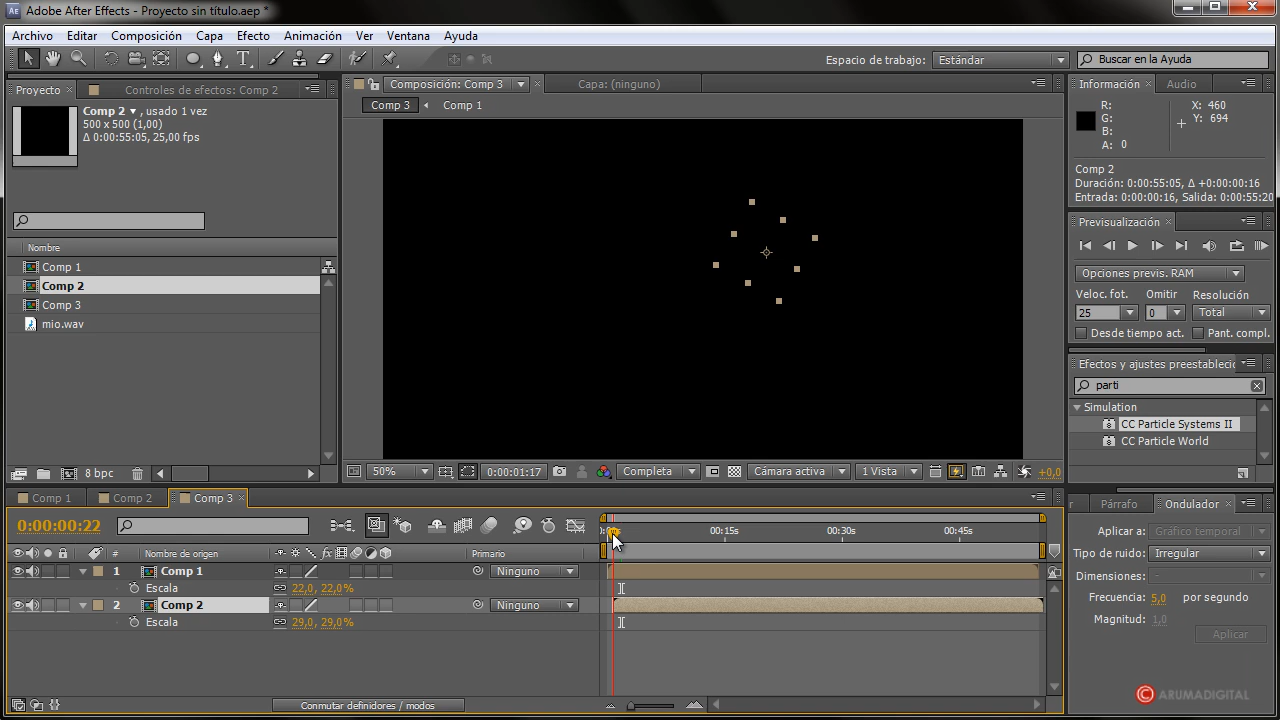 Adobe After Effects - Proyecto sin título.aep *
Archivo Editar Composición Capa Efecto Animación Ver Ventana Ayuda
Espacio de trabajo: Estándar Buscar en la Ayuda
Proyecto Controles de efectos: Comp 2
Composición: Comp 3 Capa: (ninguno)
Información Audio
Comp 2 , usado 1 vez
500 x 500 (1,00)
Δ 0:00:55:05, 25,00 fps
Comp 3 Comp 1
R: X: 460
G: Y: 694
B:
A: 0
Comp 2
Duración: 0:00:55:05, Δ +0:00:00:16
Entrada: 0:00:00:16, Salida: 0:00:55:20
Previsualización
Nombre
Comp 1
Comp 2
Comp 3
mio.wav
Opciones previs. RAM
Veloc. fot. Omitir Resolución
25 0 Total
Desde tiempo act. Pant. compl.
Efectos y ajustes preestablecio
parti
Simulation
CC Particle Systems II
CC Particle World
8 bpc
50% 0:00:01:17 Completa Cámara activa 1 Vista +0,0
Comp 1 Comp 2 Comp 3
0:00:00:22
00:15s 00:30s 00:45s
# Nombre de origen fx Primario
1 Comp 1 Ninguno
Escala 22,0, 22,0%
2 Comp 2 Ninguno
Escala 29,0, 29,0%
Conmutar definidores / modos
r Párrafo Ondulador
Aplicar a: Gráfico temporal
Tipo de ruido: Irregular
Dimensiones: -
Frecuencia: 5,0 por segundo
Magnitud: 1,0
Aplicar
C ARUMADIGITAL